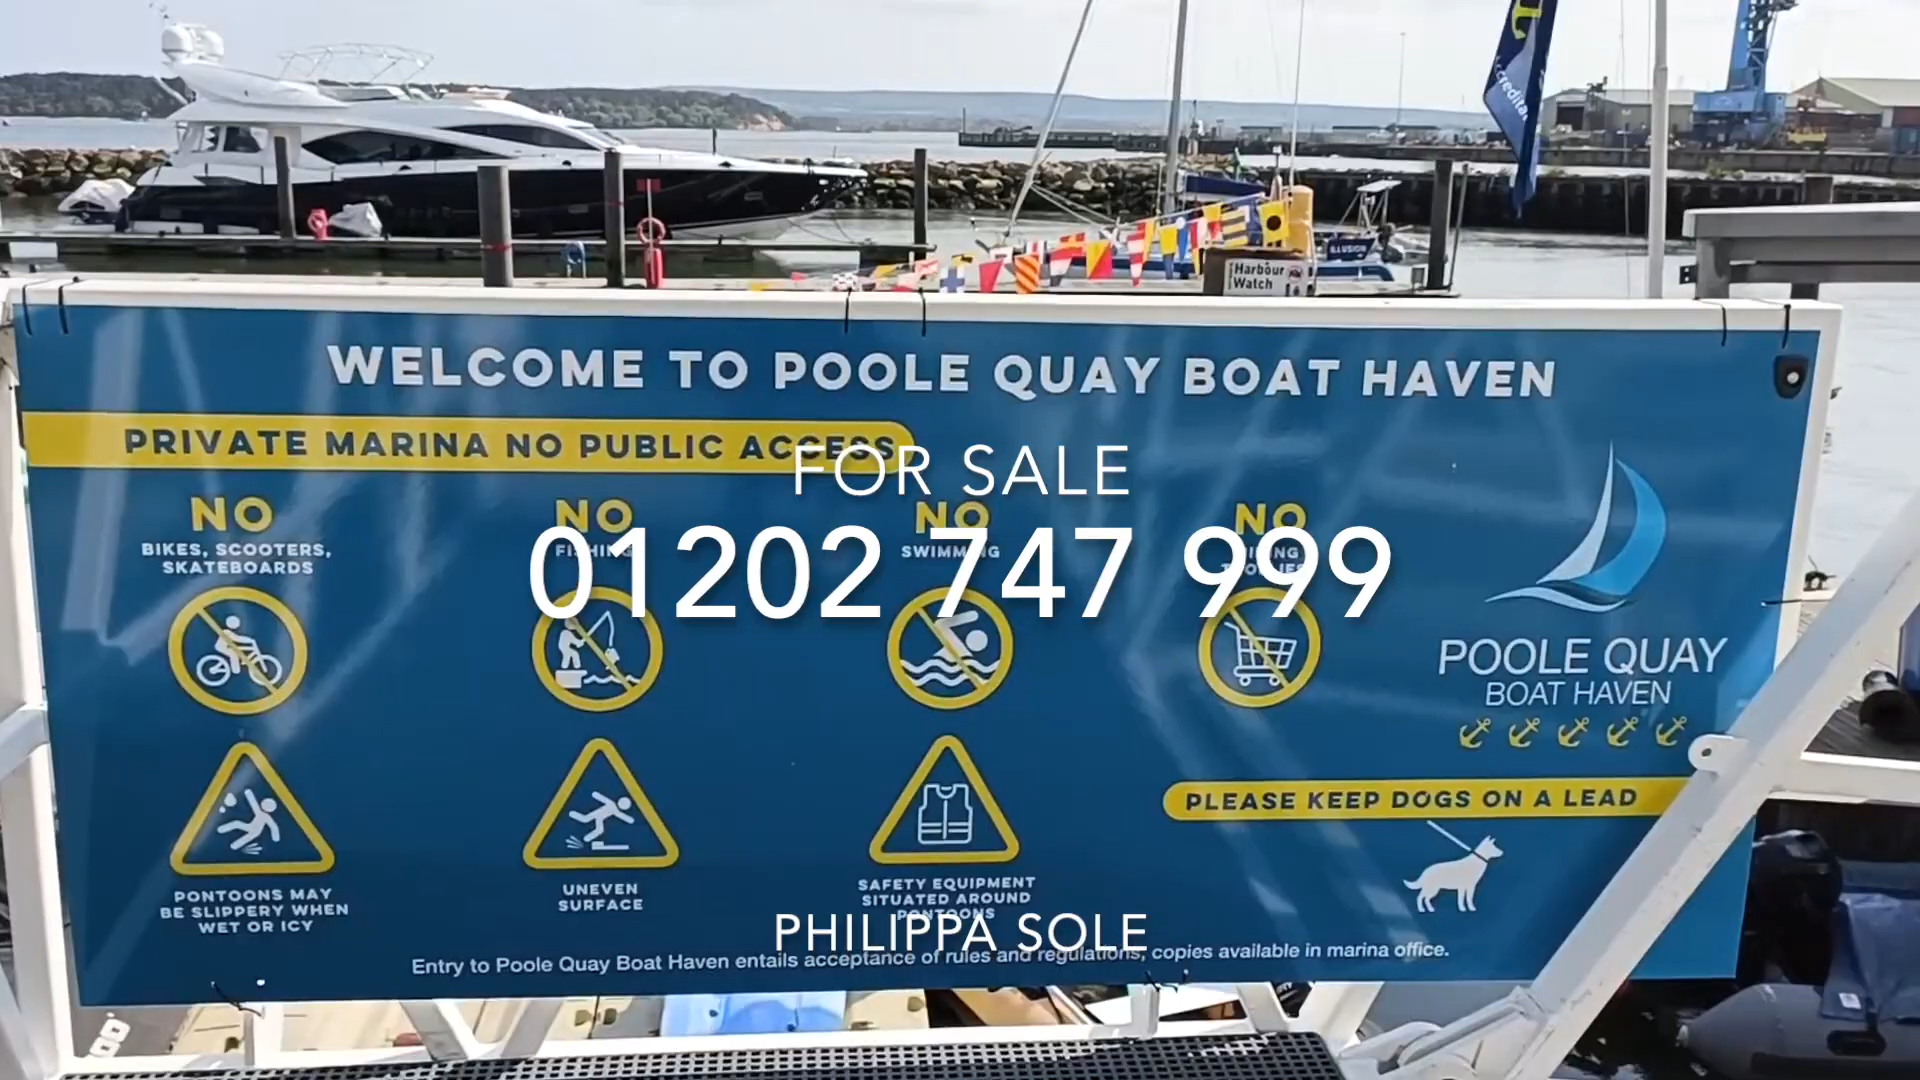 Harbour
Watch
ILLUSION
WELCOME TO POOLE QUAY BOAT HAVEN
PRIVATE MARINA NO PUBLIC ACCESS
FOR SALE
01202 747 999
NO
BIKES, SCOOTERS,
SKATEBOARDS
NO
FISHING
NO
SWIMMING
NO
POOLE QUAY
BOAT HAVEN
PLEASE KEEP DOGS ON A LEAD
PONTOONS MAY
BE SLIPPERY WHEN
WET OR ICY
UNEVEN
SURFACE
SAFETY EQUIPMENT
SITUATED AROUND
PONTOONS
PHILIPPA SOLE
Entry to Poole Quay Boat Haven entails acceptance of rules and regulations, copies available in marina office.